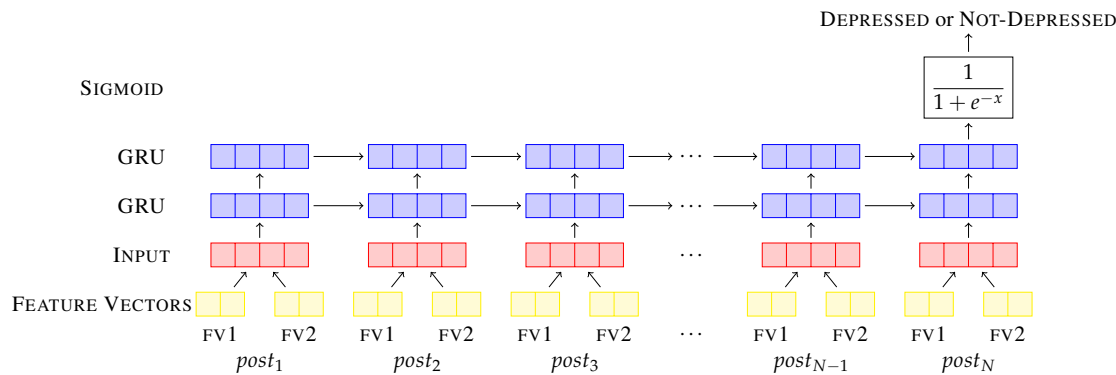 DEPRESSED or NOT-DEPRESSED
SIGMOID
1
1 + e^{-x}
GRU
···
GRU
···
INPUT
···
FEATURE VECTORS
FV1 FV2 FV1 FV2 FV1 FV2 ··· FV1 FV2 FV1 FV2
post_1 post_2 post_3 post_{N−1} post_N